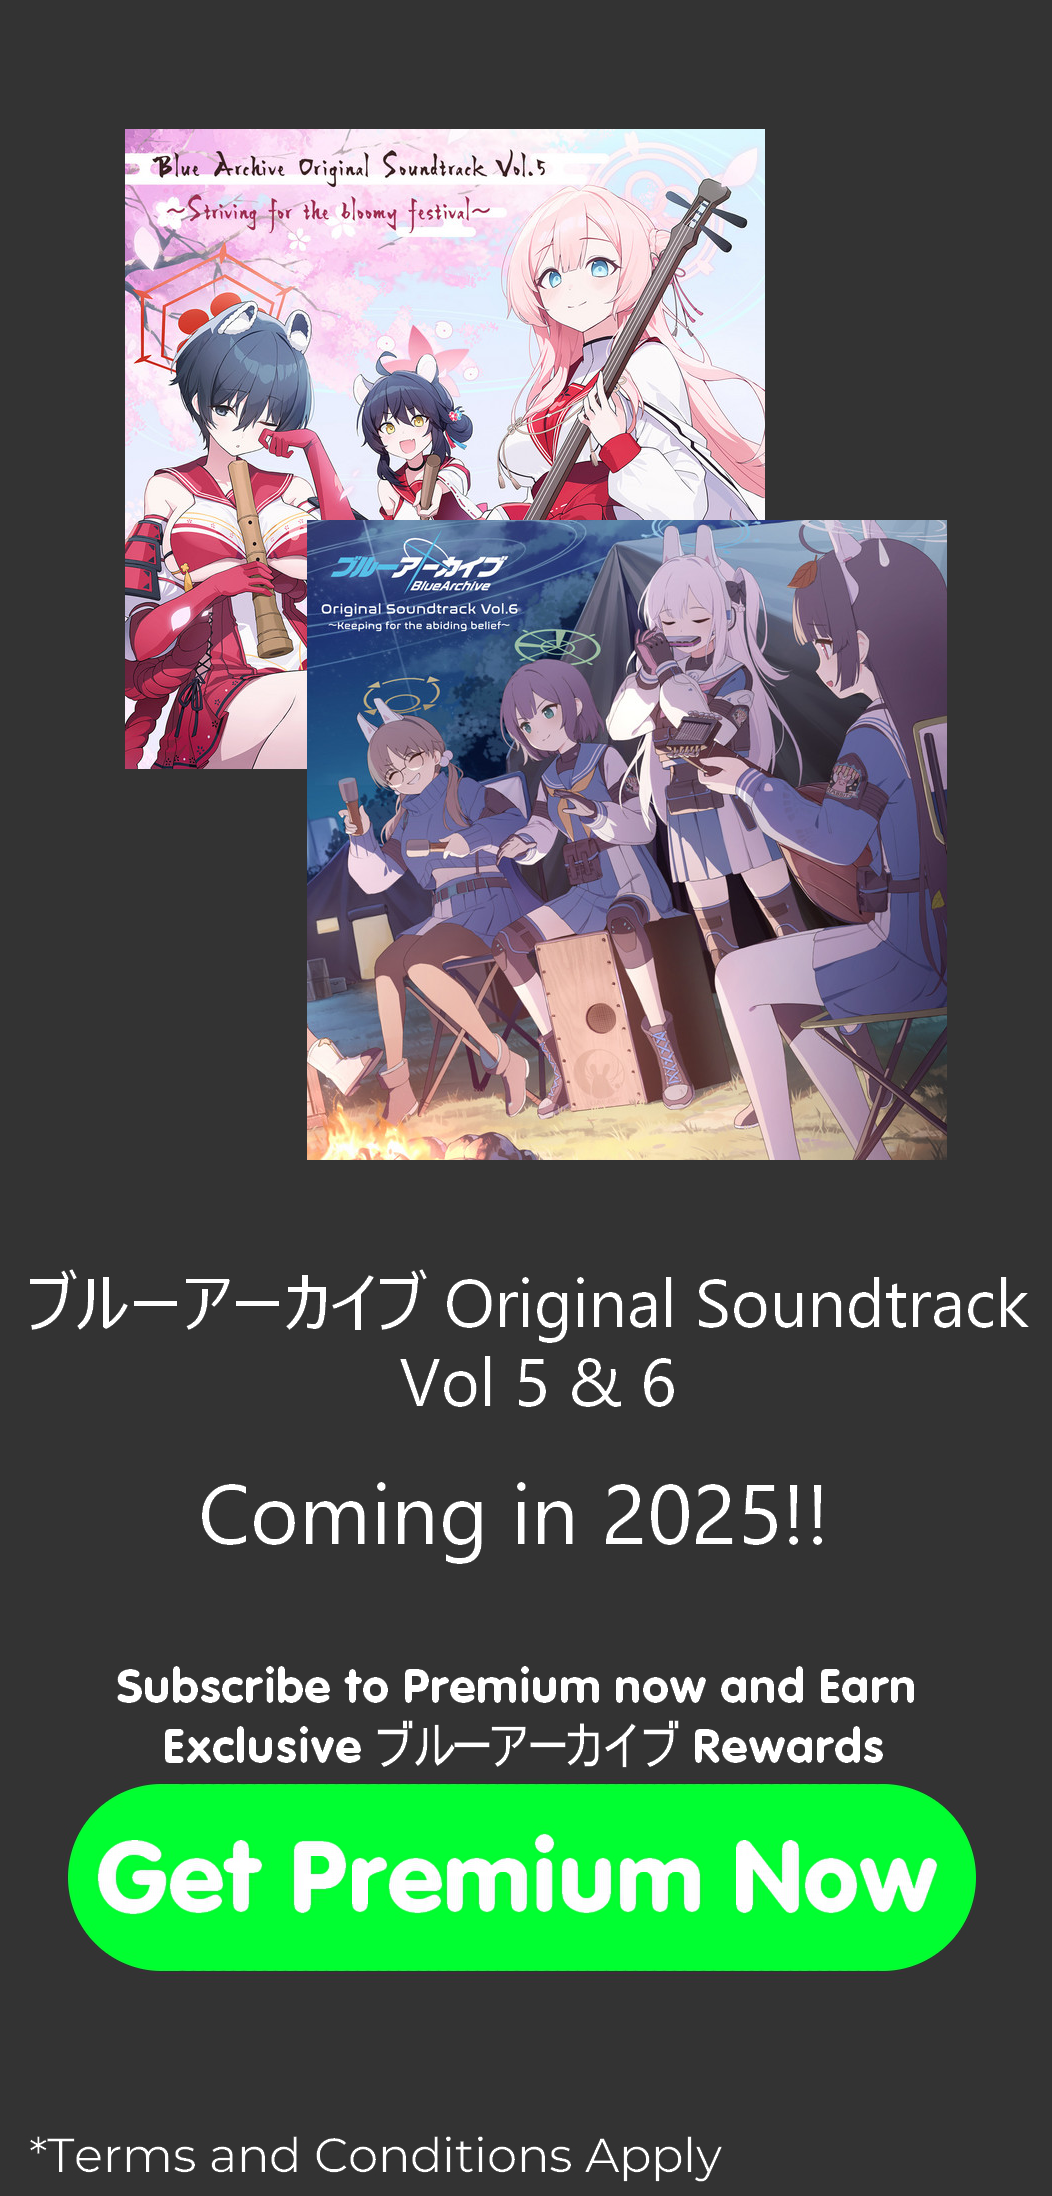 Blue Archive Original Soundtrack Vol.5
~Striving for the bloomy festival~
ブルーアーカイブ
BlueArchive
Original Soundtrack Vol.6
~Keeping for the abiding belief~
ブルーアーカイブ Original Soundtrack
Vol 5 & 6
Coming in 2025!!
Subscribe to Premium now and Earn
Exclusive ブルーアーカイブ Rewards
Get Premium Now
*Terms and Conditions Apply